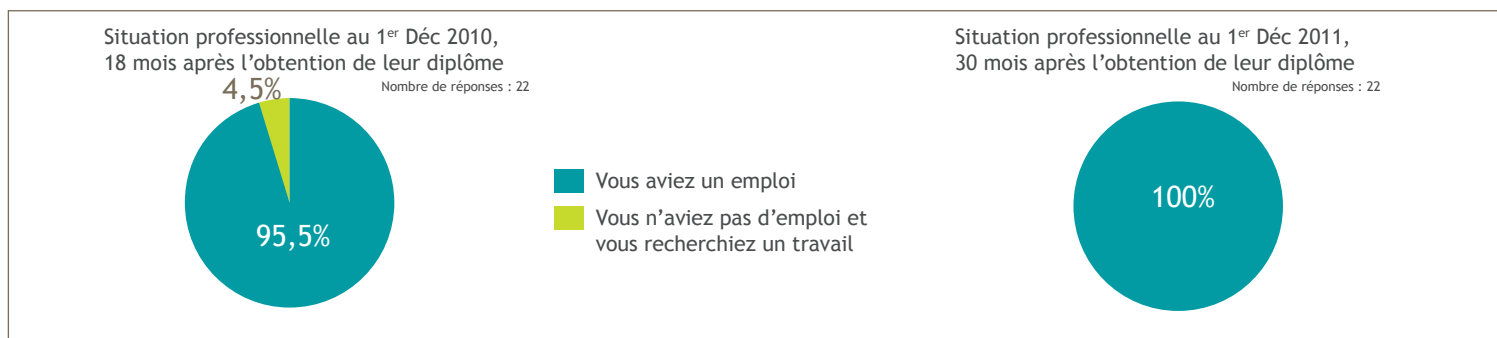 Situation professionnelle au 1er Déc 2010,
18 mois après l’obtention de leur diplôme
Nombre de réponses : 22
4,5%
95,5%
Vous aviez un emploi
Vous n’aviez pas d’emploi et
vous recherchiez un travail
Situation professionnelle au 1er Déc 2011,
30 mois après l’obtention de leur diplôme
Nombre de réponses : 22
100%